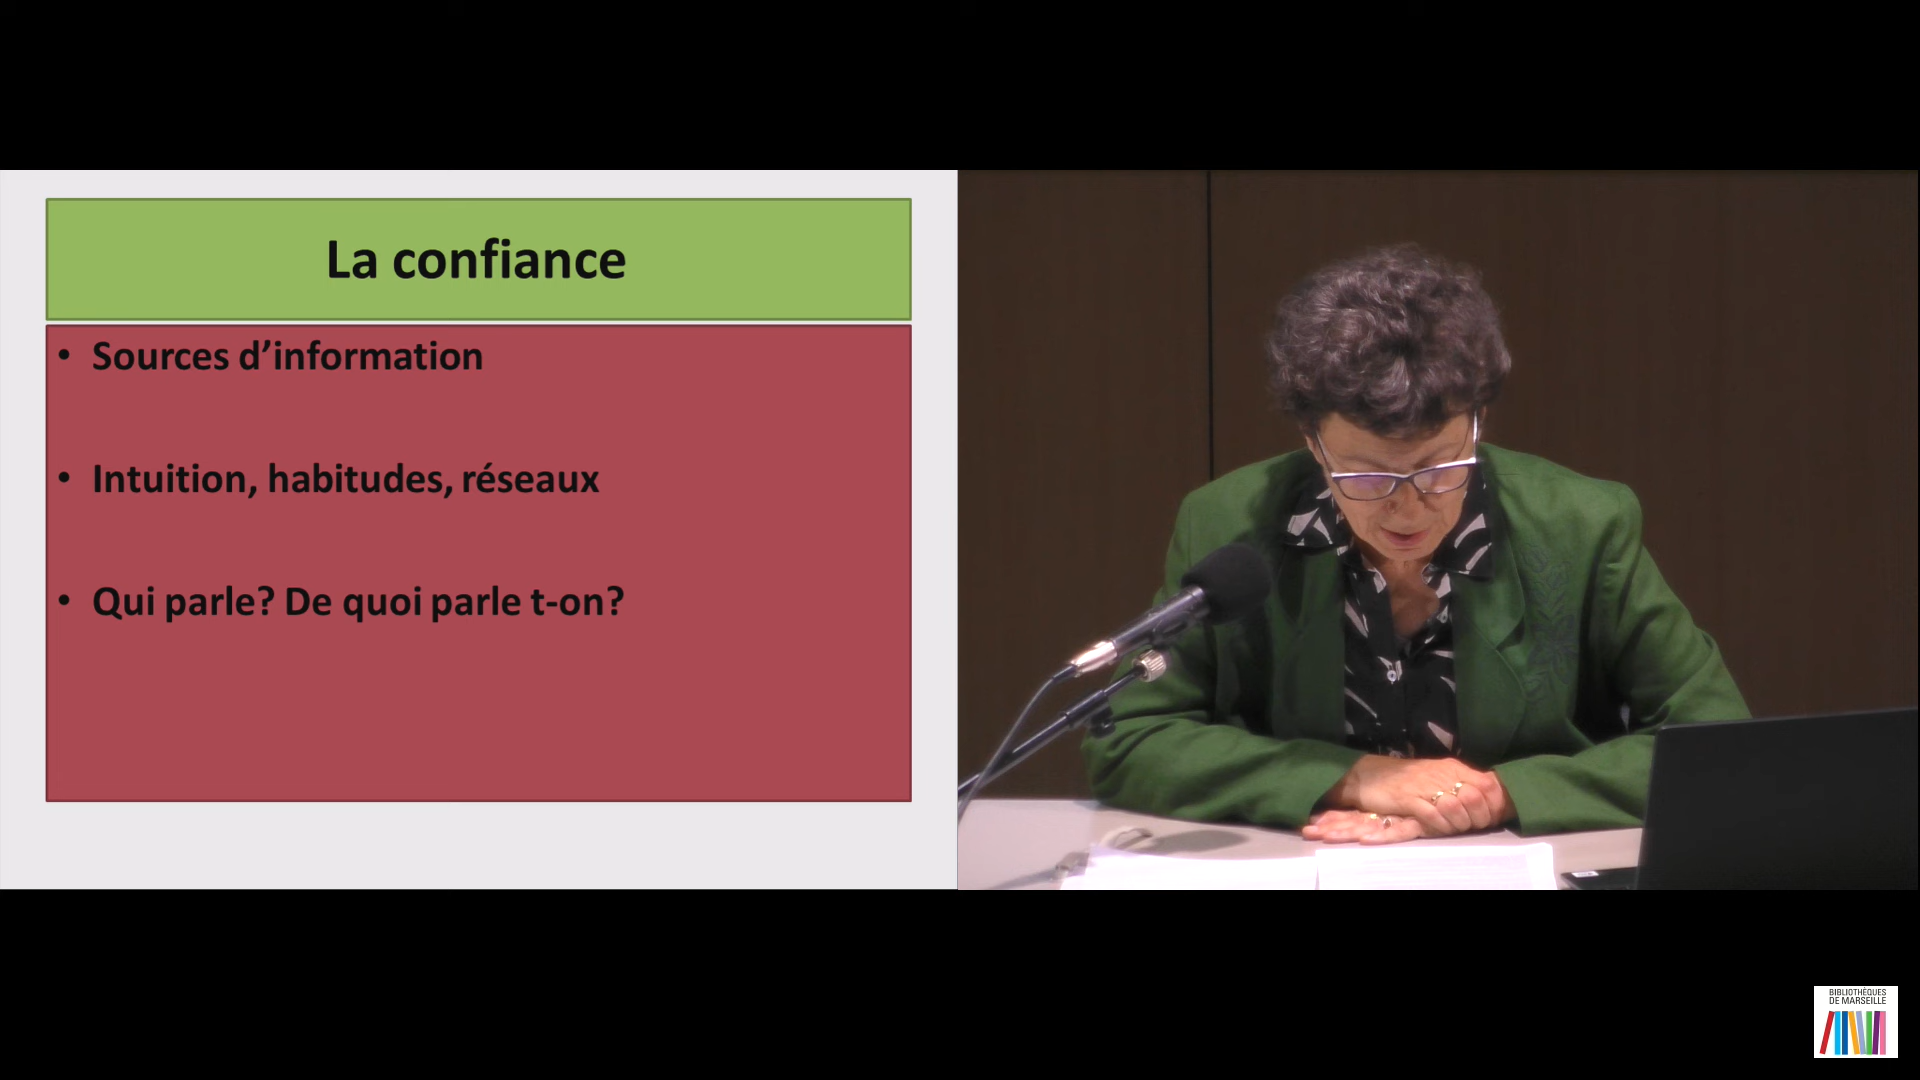 La confiance
• Sources d’information
• Intuition, habitudes, réseaux
• Qui parle? De quoi parle t-on?
BIBLIOTHÈQUES
DE MARSEILLE